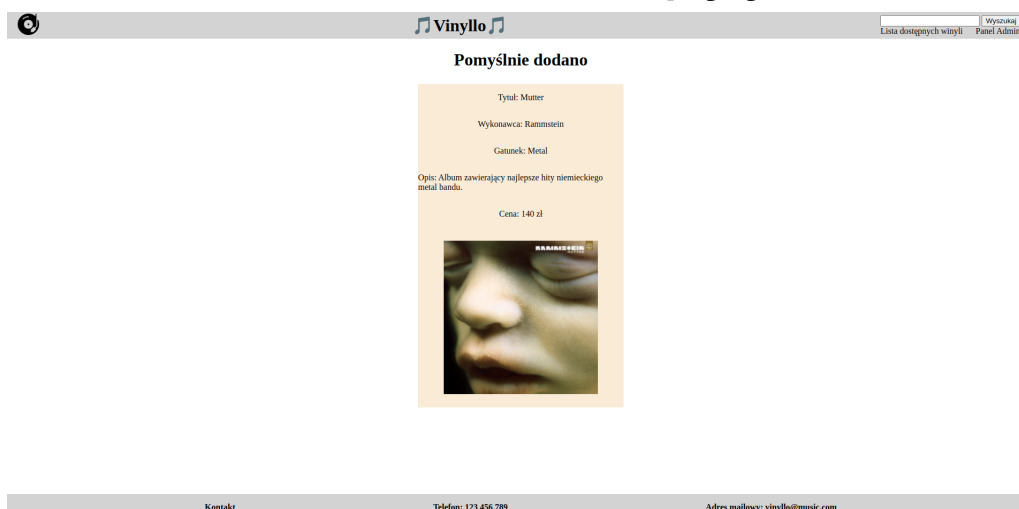 🎵Vinyllo🎵
Wyszukaj
Lista dostępnych winyli Panel Admin
Pomyślnie dodano
Tytuł: Mutter
Wykonawca: Rammstein
Gatunek: Metal
Opis: Album zawierający najlepsze hity niemieckiego
metal bandu.
Cena: 140 zł
RAMMSTEIN
Kontakt Telefon: 123 456 789 Adres mailowy: vinyllo@music.com